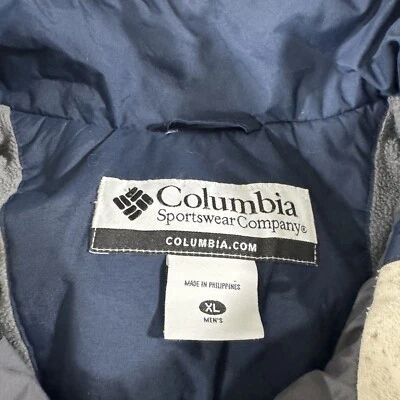 Columbia
Sportswear Company®
COLUMBIA.COM
MADE IN PHILIPPINES
XL
MEN'S